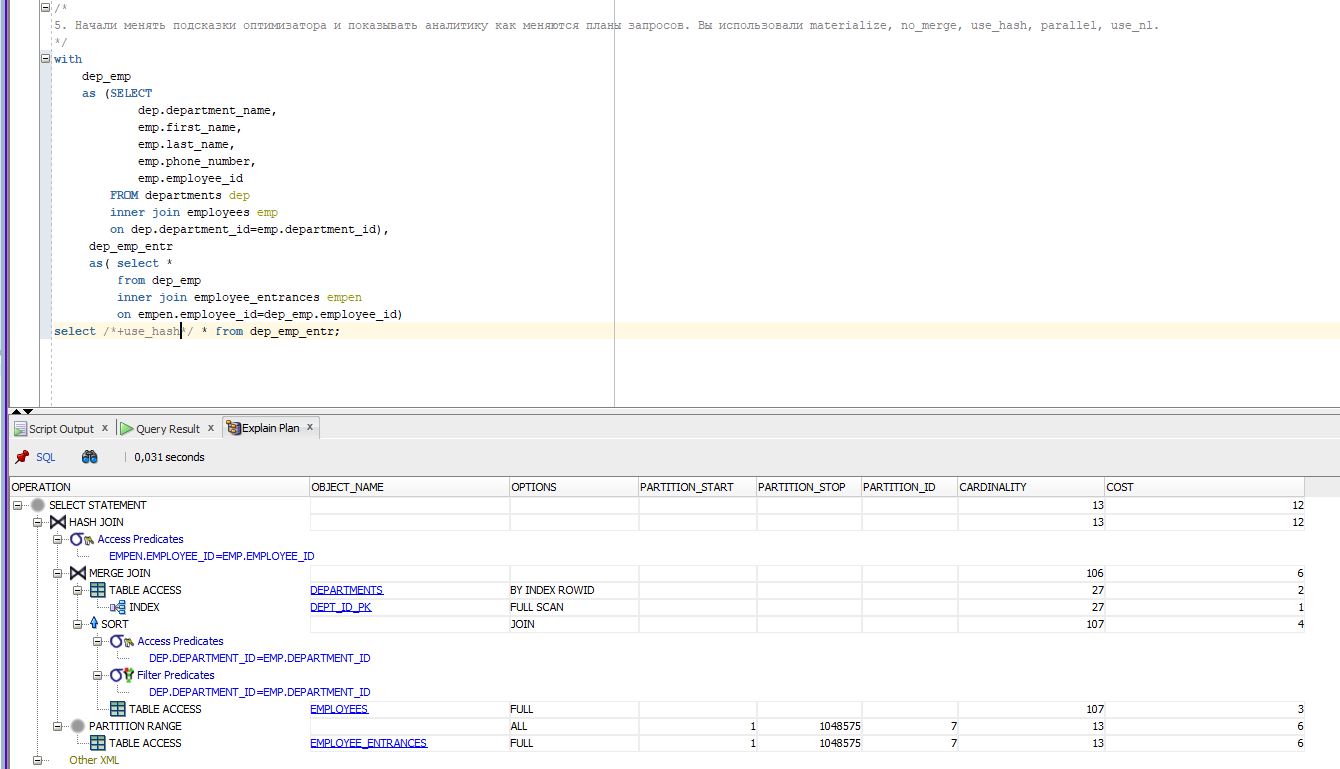 /*
5. Начали менять подсказки оптимизатора и показывать аналитику как меняются планы запросов. Вы использовали materialize, no_merge, use_hash, parallel, use_nl.
*/
with
dep_emp
as (SELECT
dep.department_name,
emp.first_name,
emp.last_name,
emp.phone_number,
emp.employee_id
FROM departments dep
inner join employees emp
on dep.department_id=emp.department_id),
dep_emp_entr
as( select *
from dep_emp
inner join employee_entrances empen
on empen.employee_id=dep_emp.employee_id)
select /*+use_hash*/ * from dep_emp_entr;
Script Output x Query Result x Explain Plan x
SQL 0,031 seconds
OPERATION OBJECT_NAME OPTIONS PARTITION_START PARTITION_STOP PARTITION_ID CARDINALITY COST
SELECT STATEMENT 13 12
HASH JOIN 13 12
Access Predicates
EMPEN.EMPLOYEE_ID=EMP.EMPLOYEE_ID
MERGE JOIN 106 6
TABLE ACCESS DEPARTMENTS BY INDEX ROWID 27 2
INDEX DEPT_ID_PK FULL SCAN 27 1
SORT JOIN 107 4
Access Predicates
DEP.DEPARTMENT_ID=EMP.DEPARTMENT_ID
Filter Predicates
DEP.DEPARTMENT_ID=EMP.DEPARTMENT_ID
TABLE ACCESS EMPLOYEES FULL 107 3
PARTITION RANGE ALL 1 1048575 7 13 6
TABLE ACCESS EMPLOYEE_ENTRANCES FULL 1 1048575 7 13 6
Other XML